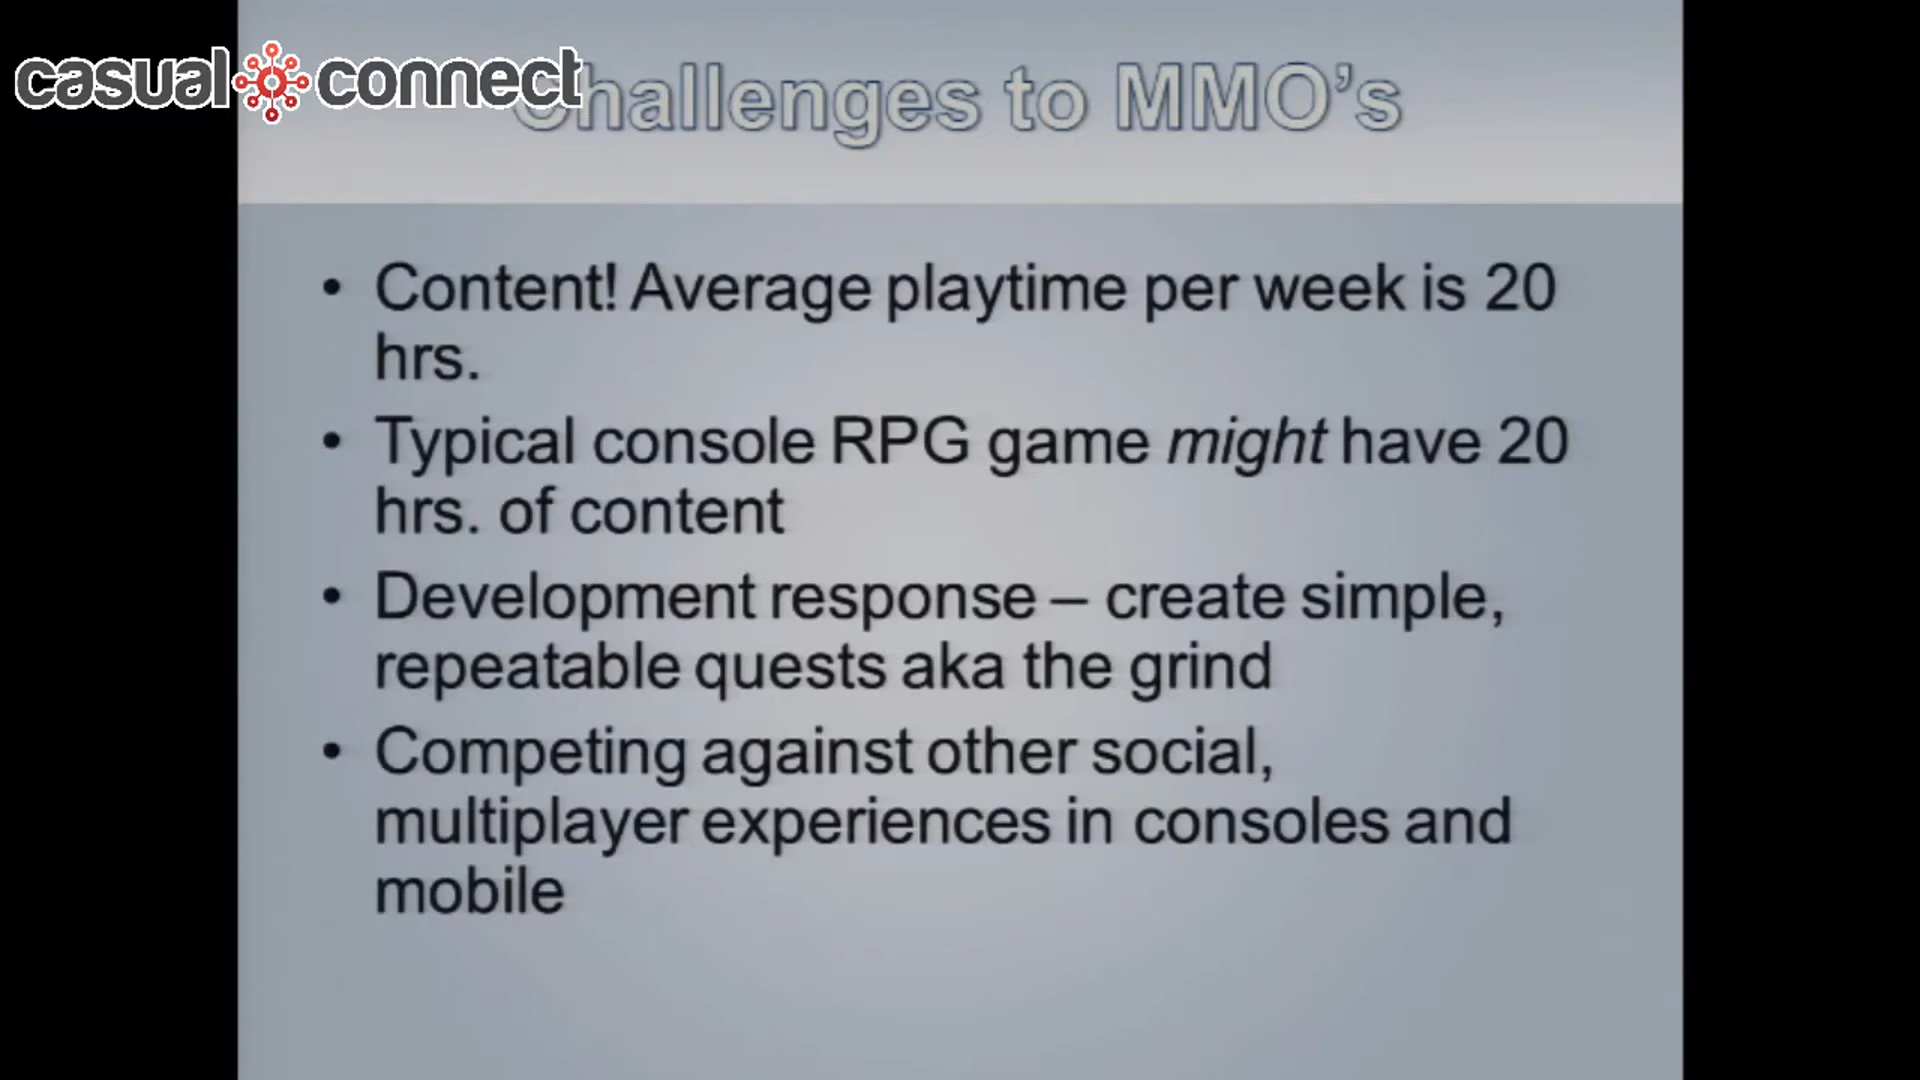 casual connect
Challenges to MMO's
• Content! Average playtime per week is 20
hrs.
• Typical console RPG game might have 20
hrs. of content
• Development response – create simple,
repeatable quests aka the grind
• Competing against other social,
multiplayer experiences in consoles and
mobile